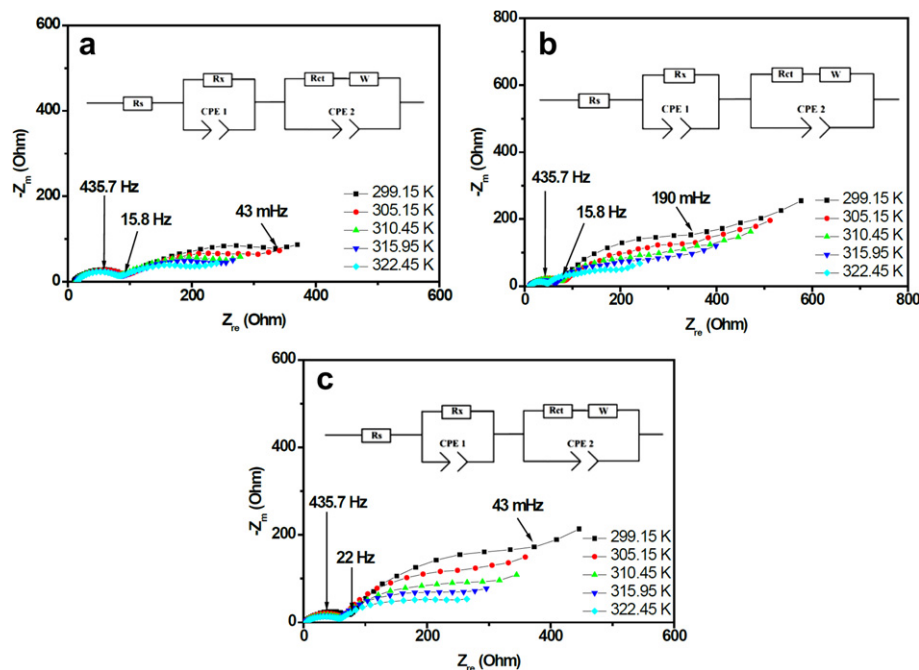 a
600
400
200
0
-Z_m (Ohm)
Rs
Rx
CPE 1
Rct
W
CPE 2
435.7 Hz
15.8 Hz
43 mHz
299.15 K
305.15 K
310.45 K
315.95 K
322.45 K
0
200
400
600
Z_re (Ohm)
b
800
600
400
200
0
-Z_m (Ohm)
Rs
Rx
CPE 1
Rct
W
CPE 2
435.7 Hz
15.8 Hz
190 mHz
299.15 K
305.15 K
310.45 K
315.95 K
322.45 K
0
100
200
300
400
500
600
700
800
Z_re (Ohm)
c
600
400
200
0
-Z_m (Ohm)
Rs
Rx
CPE 1
Rct
W
CPE 2
435.7 Hz
22 Hz
43 mHz
299.15 K
305.15 K
310.45 K
315.95 K
322.45 K
0
200
400
600
Z_re (Ohm)